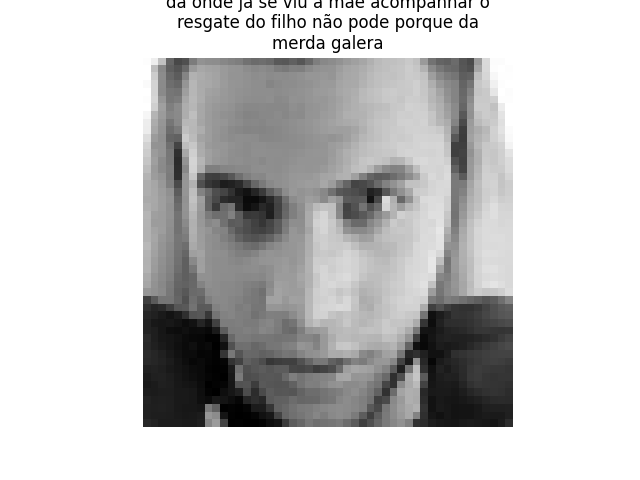 da onde já se viu a mãe acompanhar o
resgate do filho não pode porque da
merda galera